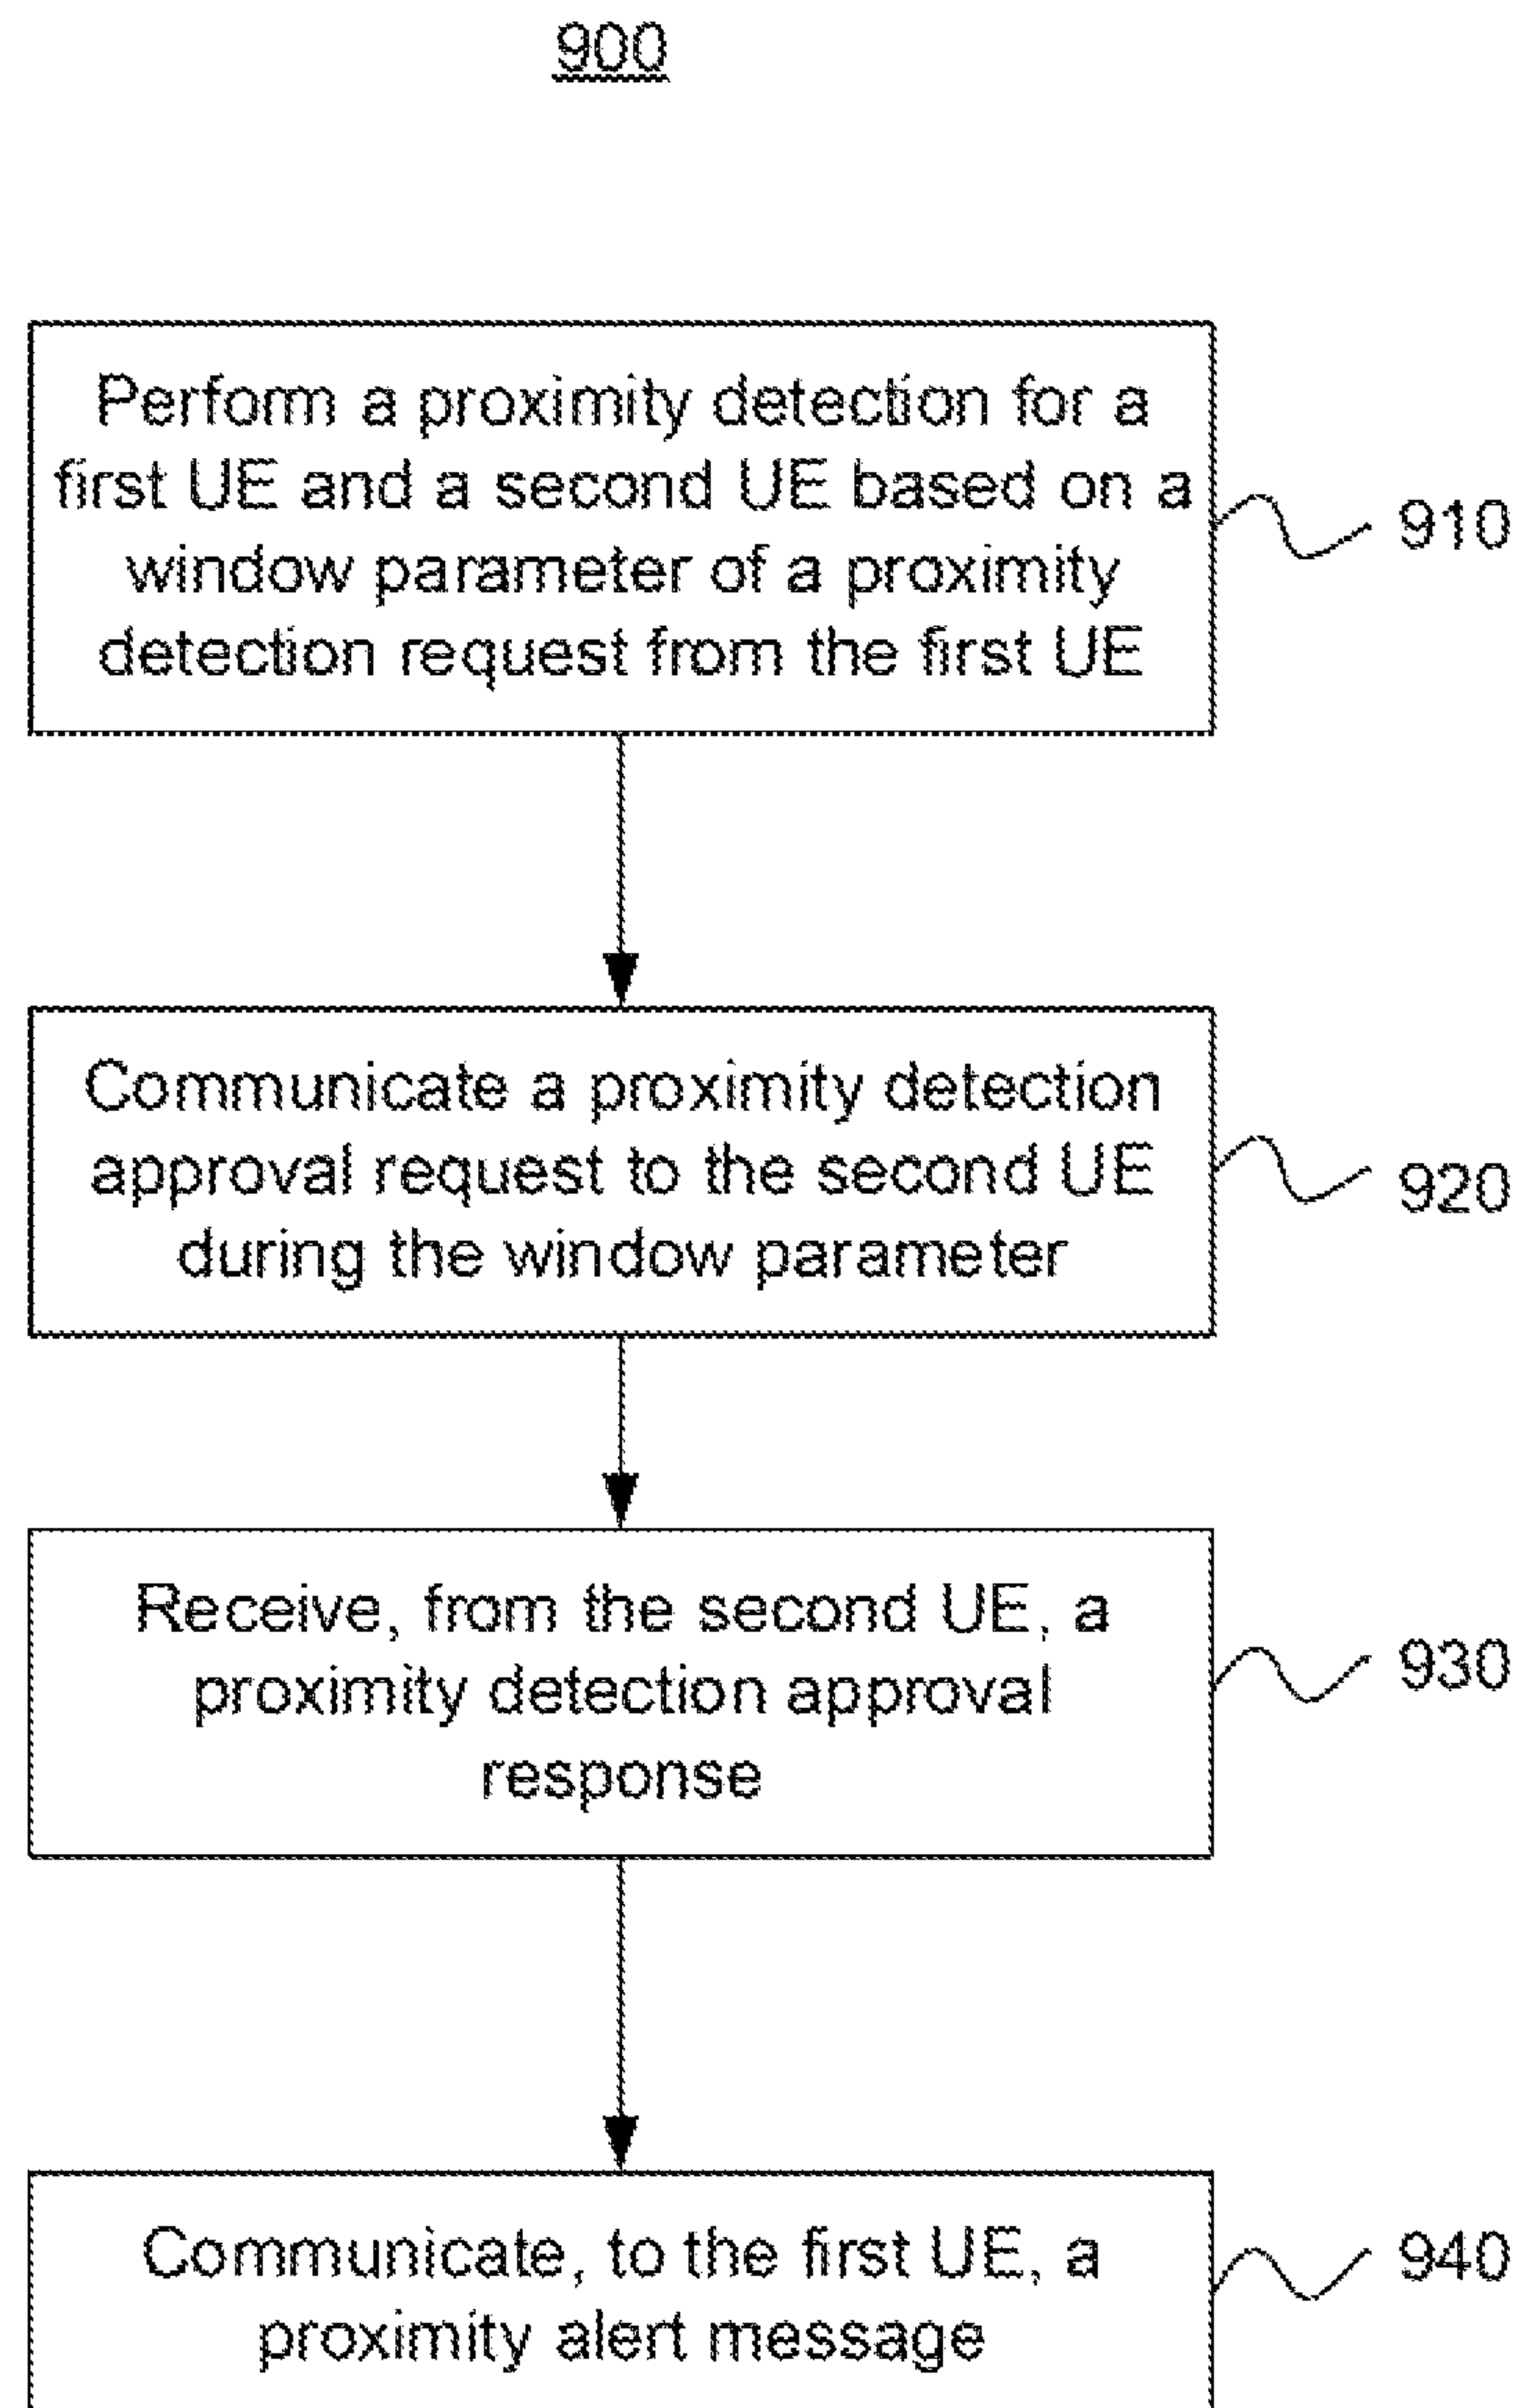 900
Perform a proximity detection for a
first UE and a second UE based on a
window parameter of a proximity
detection request from the first UE
910
Communicate a proximity detection
approval request to the second UE
during the window parameter
920
Receive, from the second UE, a
proximity detection approval
response
930
Communicate, to the first UE, a
proximity alert message
940